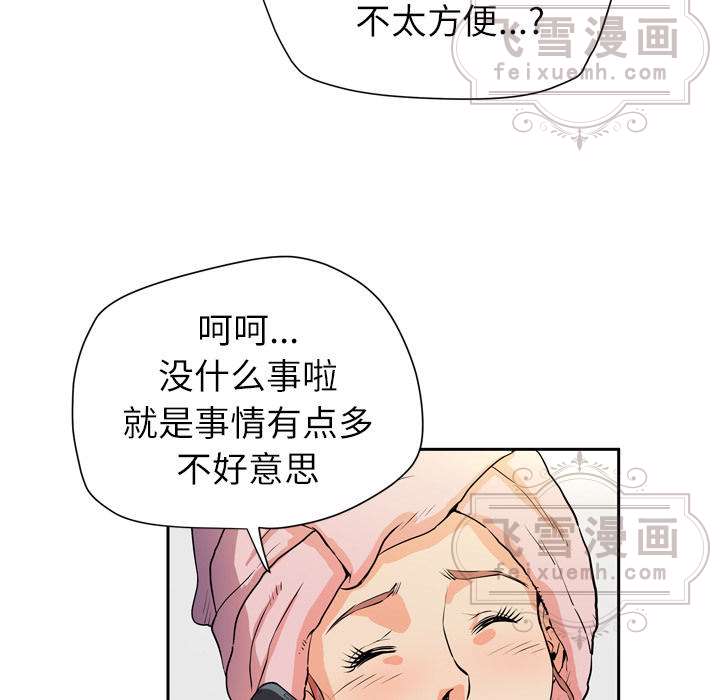 不太方便...?
飞雪漫画
feixuemh.com
呵呵...
没什么事啦
就是事情有点多
不好意思
飞雪漫画
feixuemh.com